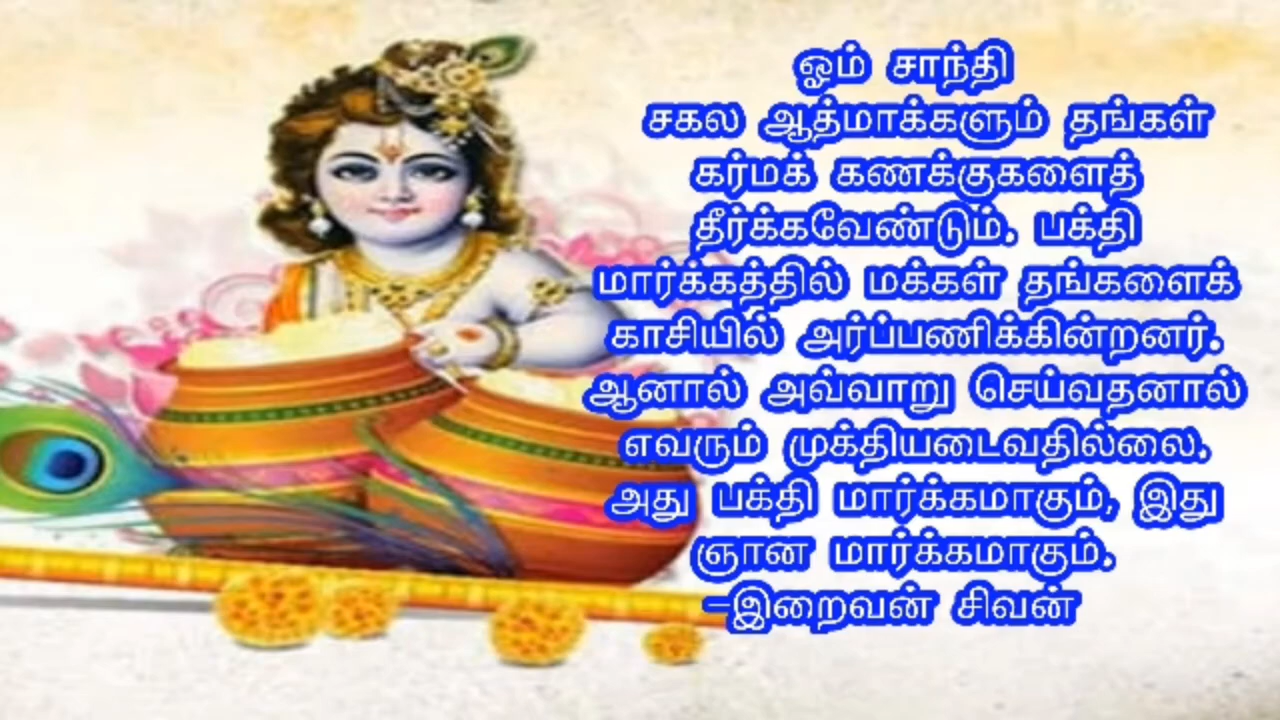 ஓம் சாந்தி
சகல ஆத்மாக்களும் தங்கள்
கர்மக் கணக்குகளைத்
தீர்க்கவேண்டும். பக்தி
மார்க்கத்தில் மக்கள் தங்களைக்
காசியில் அர்ப்பணிக்கின்றனர்.
ஆனால் அவ்வாறு செய்வதனால்
எவரும் முக்தியடைவதில்லை.
அது பக்தி மார்க்கமாகும், இது
ஞான மார்க்கமாகும்.
-இறைவன் சிவன்